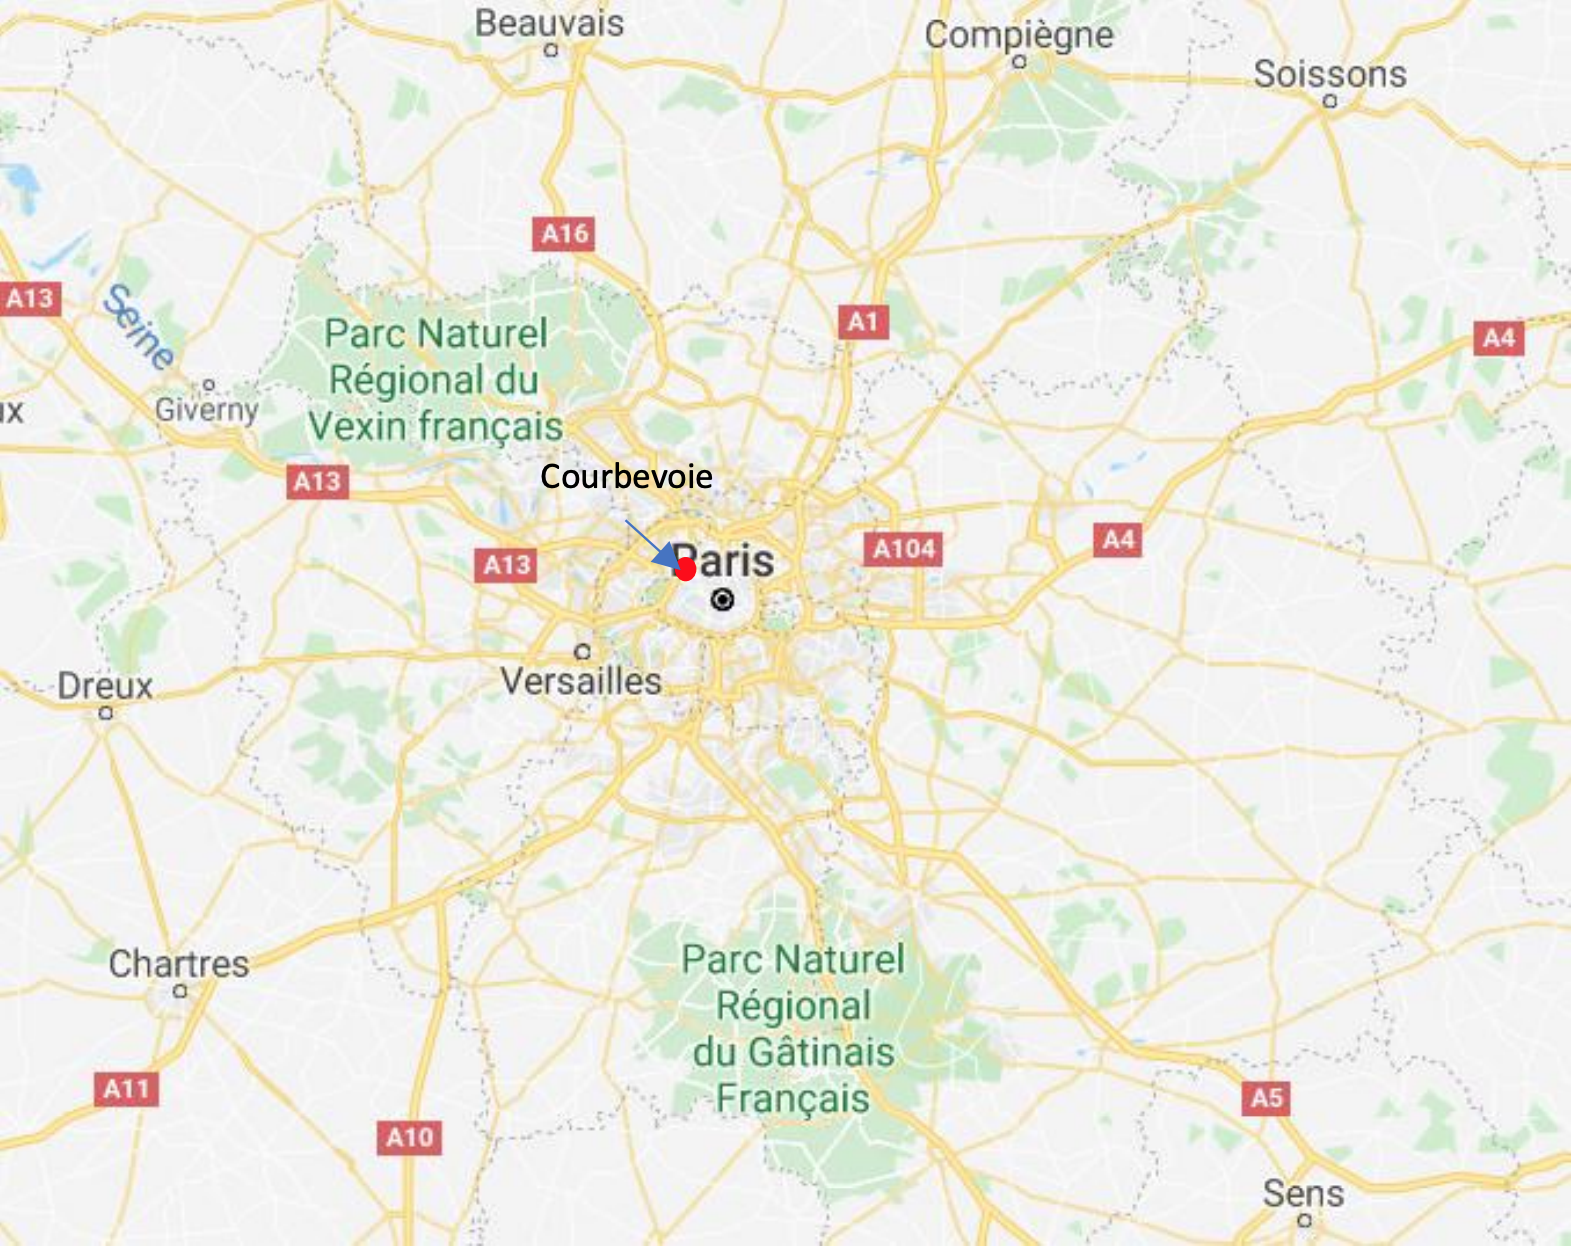 Beauvais
Compiègne
Soissons
A16
A13
Seine
A1
A4
Parc Naturel
Régional du
Vexin français
Giverny
ux
A13
Courbevoie
A13
Paris
A104
A4
Versailles
Dreux
Chartres
Parc Naturel
Régional
du Gâtinais
Français
A11
A10
A5
Sens